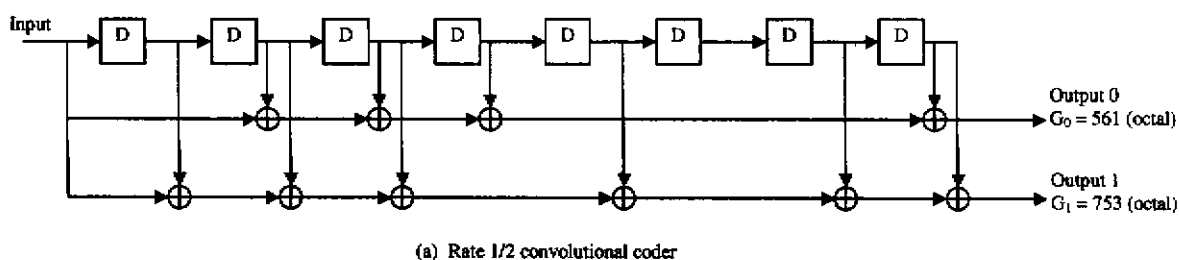 Input
D D D D D D D D
Output 0
G₀ = 561 (octal)
Output 1
G₁ = 753 (octal)
(a) Rate 1/2 convolutional coder